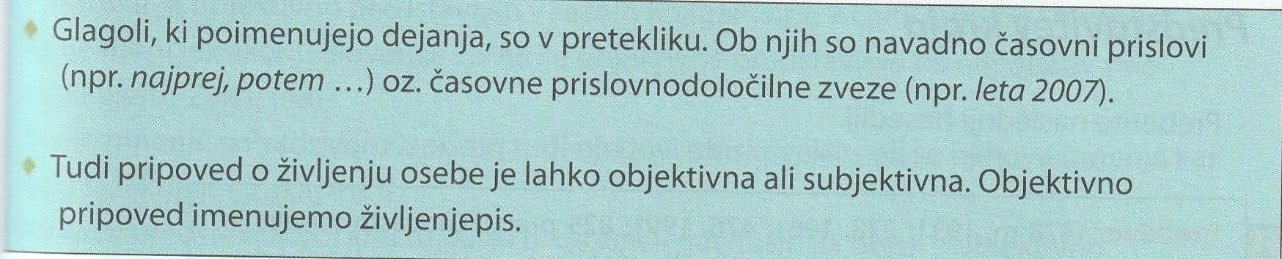 Glagoli, ki poimenujejo dejanja, so v pretekliku. Ob njih so navadno časovni prislovi
(npr. najprej, potem ...) oz. časovne prislovnodoločilne zveze (npr. leta 2007).
Tudi pripoved o življenju osebe je lahko objektivna ali subjektivna. Objektivno
pripoved imenujemo življenjepis.